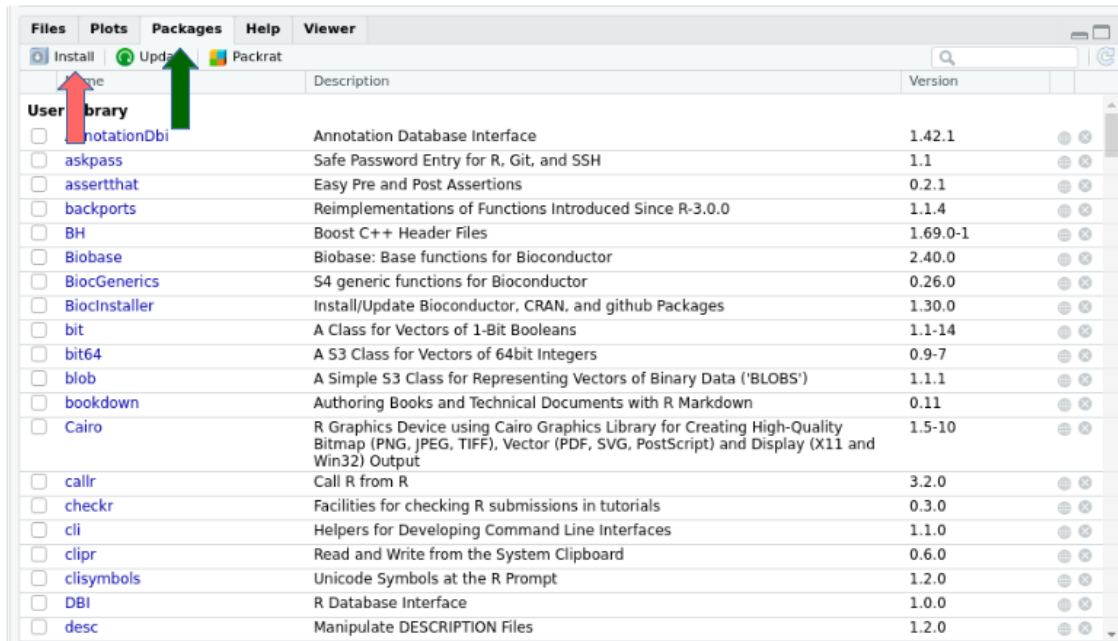 Files Plots Packages Help Viewer
Install Packrat
Description Version
AnnotationDbi Annotation Database Interface 1.42.1
askpass Safe Password Entry for R, Git, and SSH 1.1
assertthat Easy Pre and Post Assertions 0.2.1
backports Reimplementations of Functions Introduced Since R-3.0.0 1.1.4
BH Boost C++ Header Files 1.69.0-1
Biobase Biobase: Base functions for Bioconductor 2.40.0
BiocGenerics S4 generic functions for Bioconductor 0.26.0
BiocInstaller Install/Update Bioconductor, CRAN, and github Packages 1.30.0
bit A Class for Vectors of 1-Bit Booleans 1.1-14
bit64 A S3 Class for Vectors of 64bit Integers 0.9-7
blob A Simple S3 Class for Representing Vectors of Binary Data ('BLOBS') 1.1.1
bookdown Authoring Books and Technical Documents with R Markdown 0.11
Cairo R Graphics Device using Cairo Graphics Library for Creating High-Quality 1.5-10
Bitmap (PNG, JPEG, TIFF), Vector (PDF, SVG, PostScript) and Display (X11 and
Win32) Output
callr Call R from R 3.2.0
checkr Facilities for checking R submissions in tutorials 0.3.0
cli Helpers for Developing Command Line Interfaces 1.1.0
clipr Read and Write from the System Clipboard 0.6.0
clisymbols Unicode Symbols at the R Prompt 1.2.0
DBI R Database Interface 1.0.0
desc Manipulate DESCRIPTION Files 1.2.0